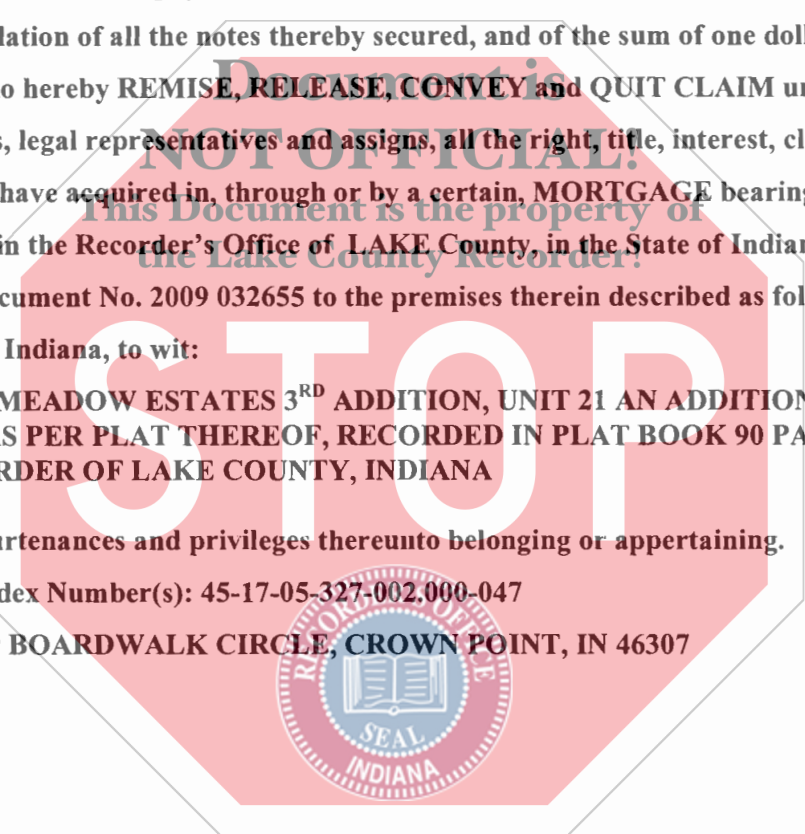 lation of all the notes thereby secured, and of the sum of one doll
o hereby REMISE, RELEASE, CONVEY and QUIT CLAIM u
Document is
s, legal representatives and assigns, all the right, title, interest, cl
NOT OFFICIAL!
have acquired in, through or by a certain, MORTGAGE bearing
This Document is the property of
in the Recorder's Office of LAKE County, in the State of Indian
the Lake County Recorder!
cument No. 2009 032655 to the premises therein described as fol
Indiana, to wit:
STOP
MEADOW ESTATES 3RD ADDITION, UNIT 21 AN ADDITION
AS PER PLAT THEREOF, RECORDED IN PLAT BOOK 90 PA
RDER OF LAKE COUNTY, INDIANA
urtenances and privileges thereunto belonging or appertaining.
dex Number(s): 45-17-05-327-002.000-047
BOARDWALK CIRCLE, CROWN POINT, IN 46307
RECORDER'S OFFICE
SEAL
INDIANA